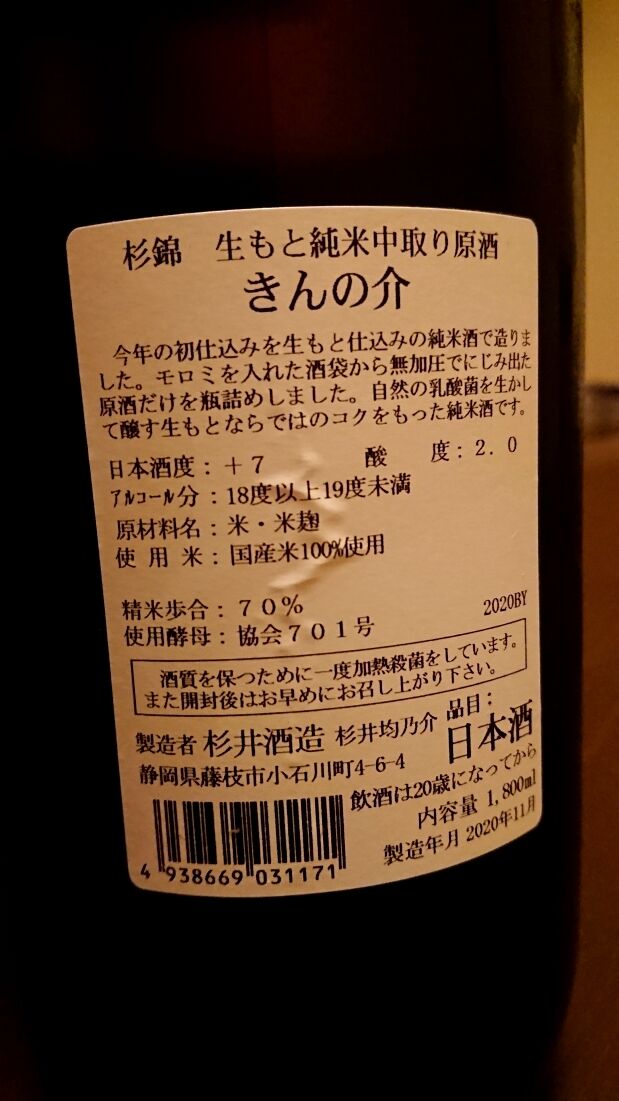 杉錦　生もと純米中取り原酒
きんの介
今年の初仕込みを生もと仕込みの純米酒で造りま
した。モロミを入れた酒袋から無加圧でにじみ出た
原酒だけを瓶詰めしました。自然の乳酸菌を生かし
て醸す生もとならではのコクをもった純米酒です。
日本酒度：＋７　酸　度：２．０
ｱﾙｺｰﾙ分：18度以上19度未満
原材料名：米・米麹
使用米：国産米100%使用
精米歩合：７０％　2020BY
使用酵母：協会７０１号
酒質を保つために一度加熱殺菌をしています。
また開封後はお早めにお召し上がり下さい。
製造者 杉井酒造 杉井均乃介
静岡県藤枝市小石川町4-6-4
品目：
日本酒
飲酒は20歳になってから
内容量 1,800ml
製造年月 2020年11月
4 938669 031171